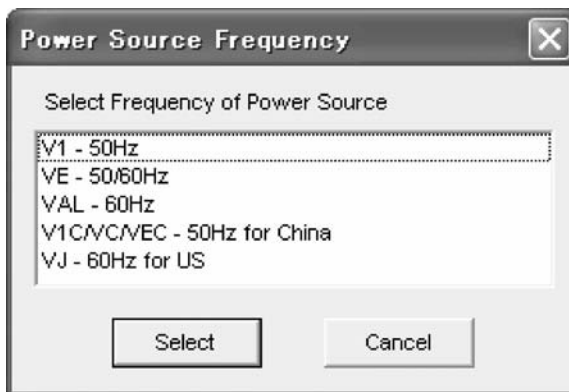 Power Source Frequency
Select Frequency of Power Source
V1 - 50Hz
VE - 50/60Hz
VAL - 60Hz
V1C/VC/VEC - 50Hz for China
VJ - 60Hz for US
Select
Cancel